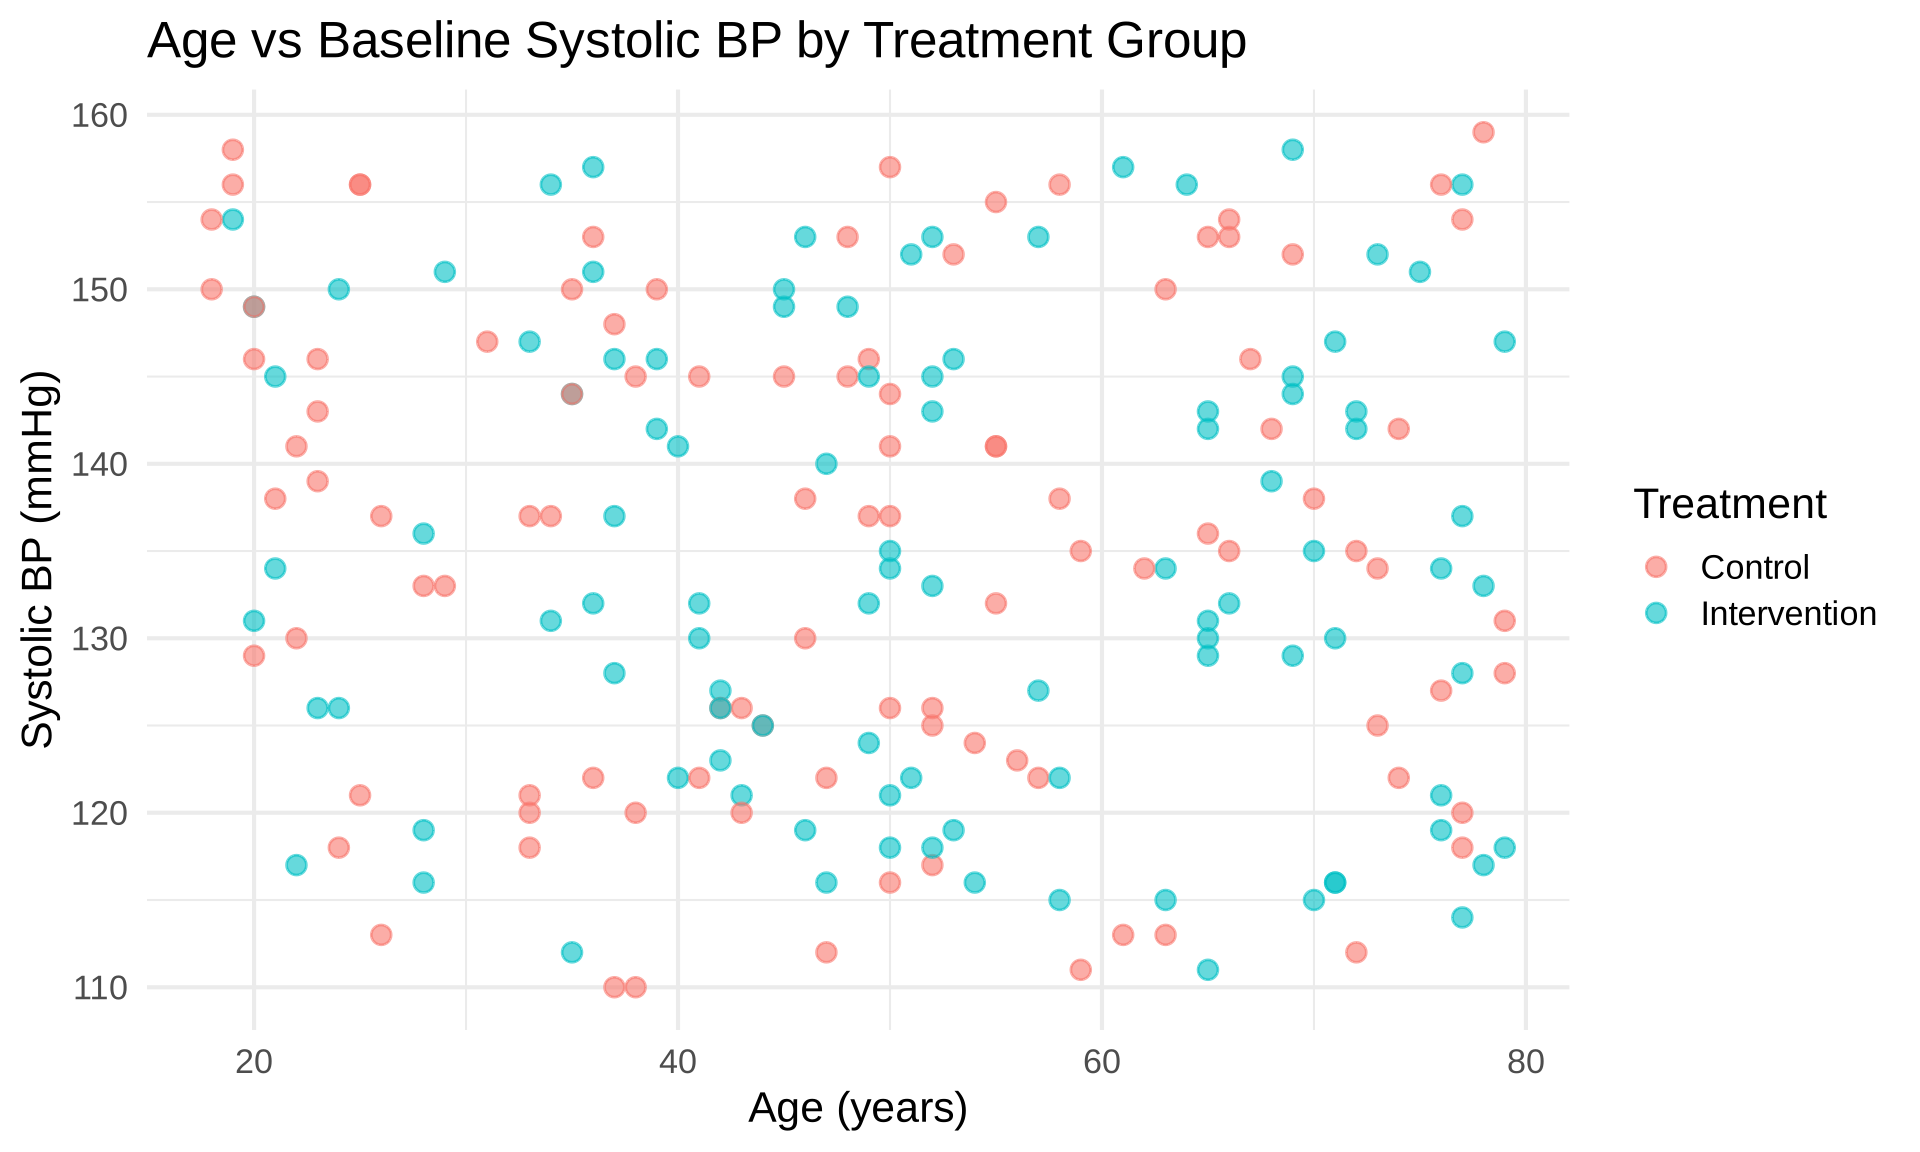 Age vs Baseline Systolic BP by Treatment Group
160
150
140
130
120
110
Systolic BP (mmHg)
20
40
60
80
Age (years)
Treatment
Control
Intervention